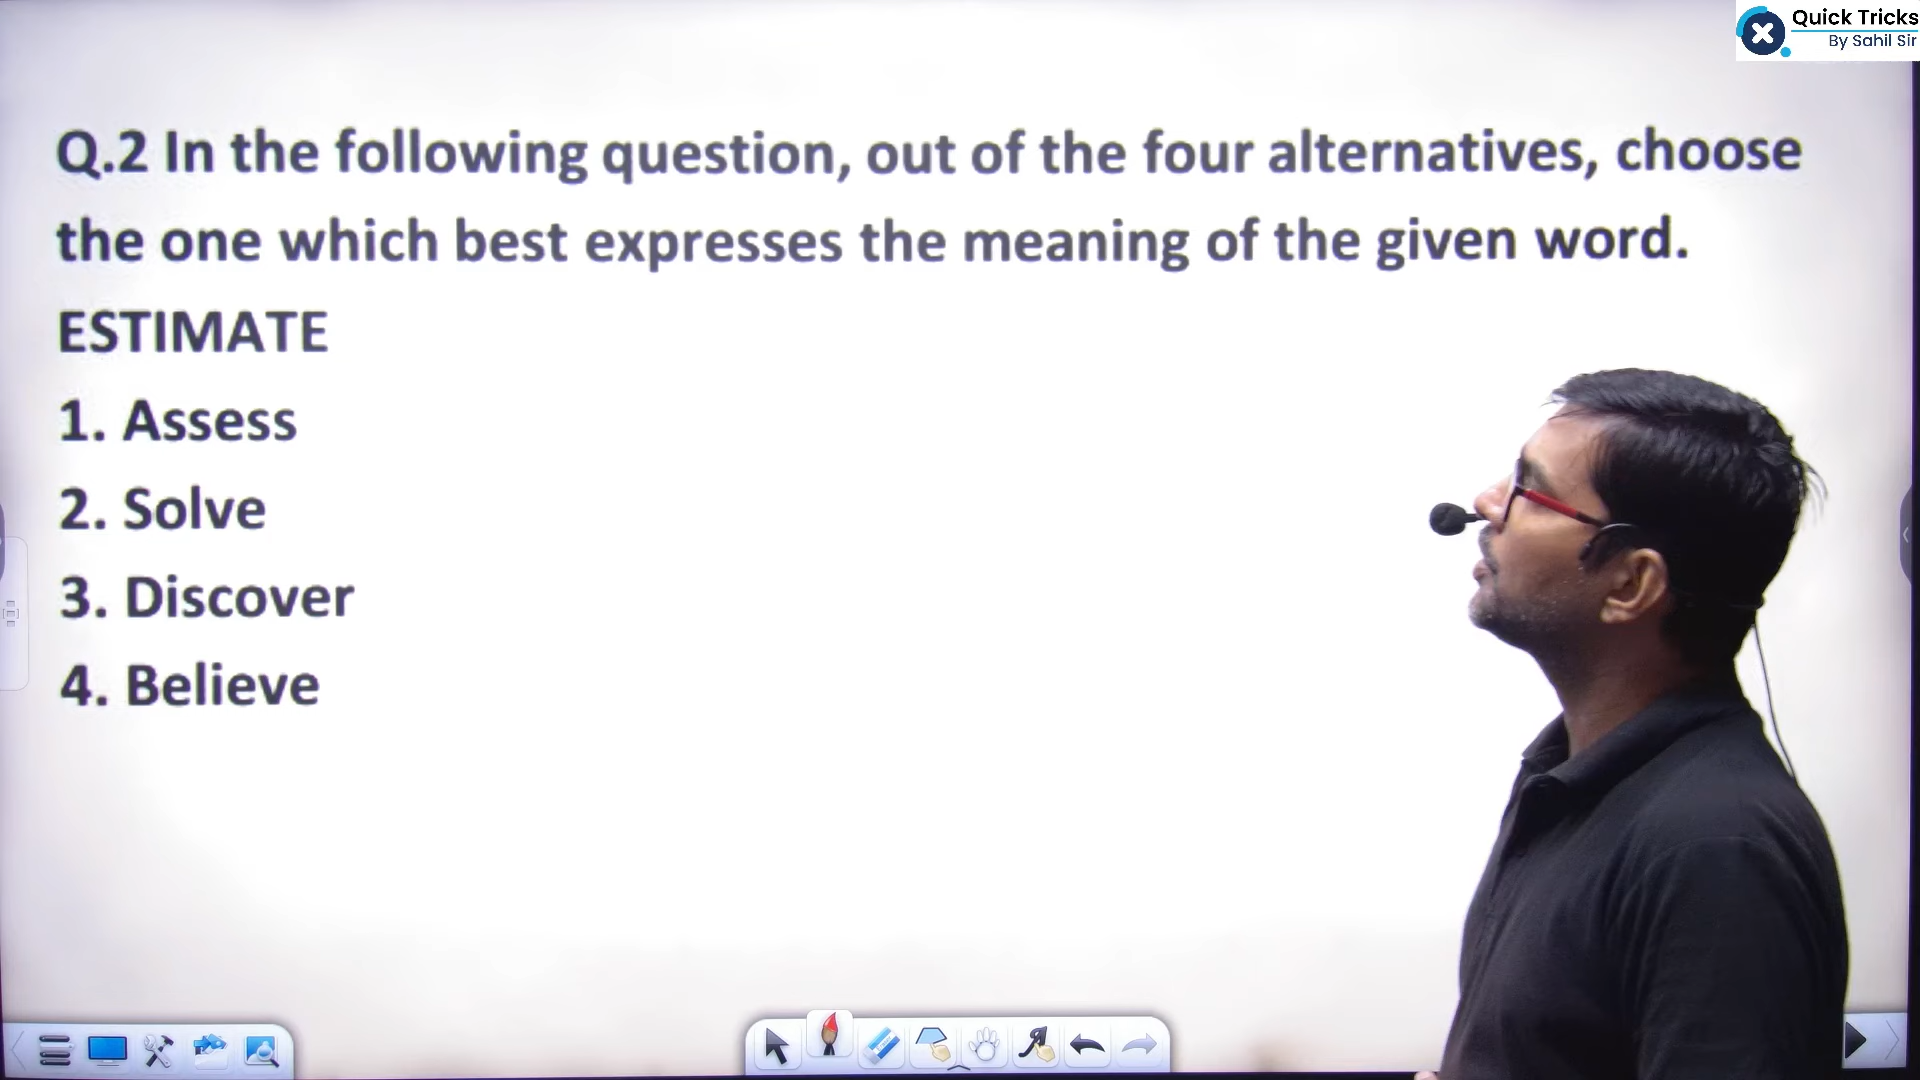 Quick Tricks
By Sahil Sir
Q.2 In the following question, out of the four alternatives, choose
the one which best expresses the meaning of the given word.
ESTIMATE
1. Assess
2. Solve
3. Discover
4. Believe